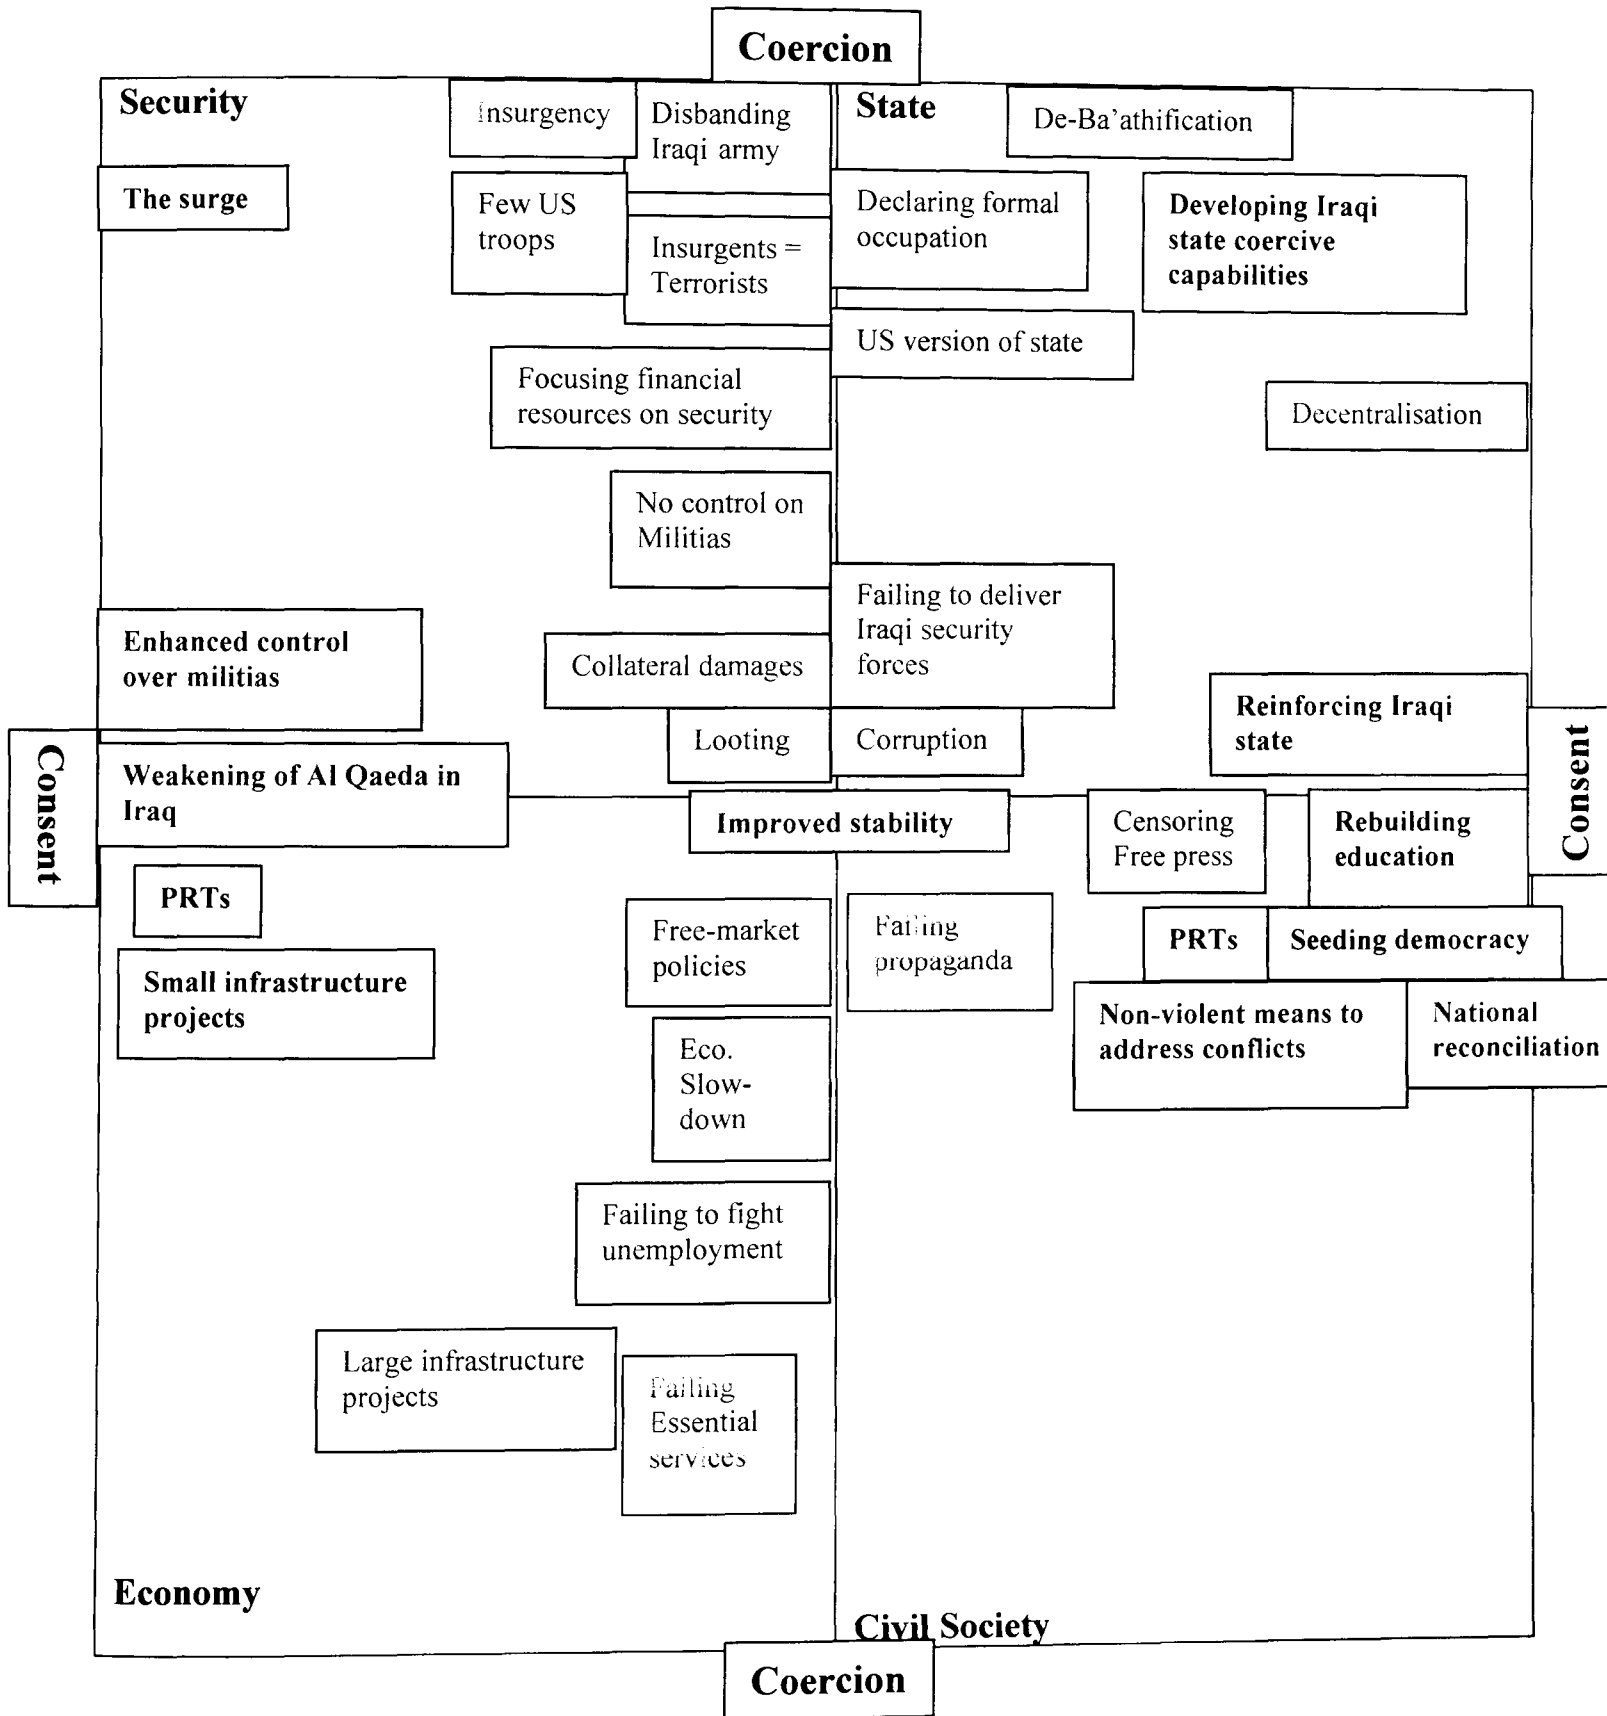 Coercion
Security
Insurgency
Disbanding
Iraqi army
The surge
Few US
troops
Insurgents =
Terrorists
Focusing financial
resources on security
No control on
Militias
Enhanced control
over militias
Collateral damages
Looting
State
De-Ba'athification
Declaring formal
occupation
Developing Iraqi
state coercive
capabilities
US version of state
Decentralisation
Failing to deliver
Iraqi security
forces
Corruption
Reinforcing Iraqi
state
Consent
Weakening of Al Qaeda in
Iraq
Improved stability
Consent
PRTs
Small infrastructure
projects
Free-market
policies
Eco.
Slow-
down
Failing to fight
unemployment
Large infrastructure
projects
Failing
Essential
services
Economy
Censoring
Free press
Rebuilding
education
Failing
propaganda
PRTs
Seeding democracy
Non-violent means to
address conflicts
National
reconciliation
Civil Society
Coercion